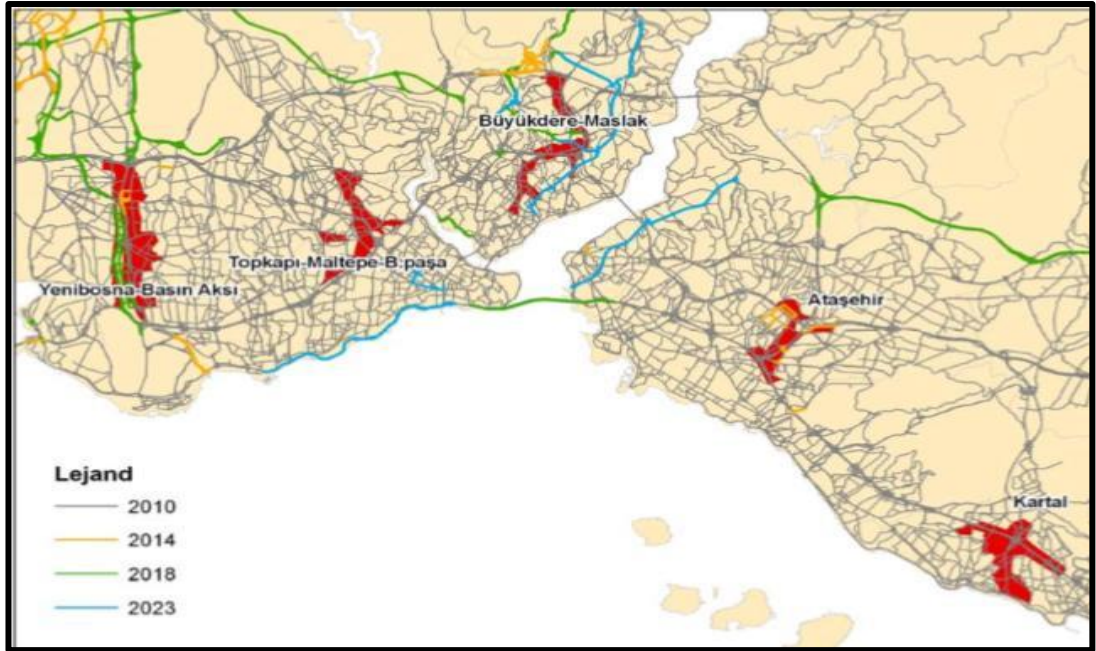 Büyükdere-Maslak
Topkapı-Maltepe-B.paşa
Yenibosna-Basın Aksı
Ataşehir
Kartal
Lejand
2010
2014
2018
2023